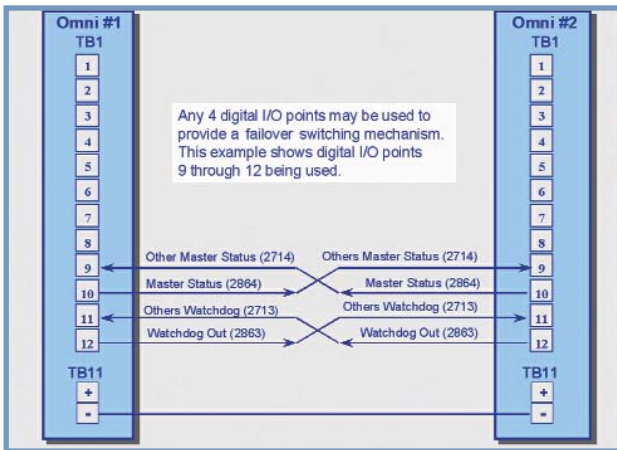 Omni #1
TB1
1
2
3
4
5
6
7
8
9
10
11
12
TB11
+
-
Any 4 digital I/O points may be used to
provide a failover switching mechanism.
This example shows digital I/O points
9 through 12 being used.
Other Master Status (2714)
Others Master Status (2714)
Master Status (2864)
Master Status (2864)
Others Watchdog (2713)
Others Watchdog (2713)
Watchdog Out (2863)
Watchdog Out (2863)
Omni #2
TB1
1
2
3
4
5
6
7
8
9
10
11
12
TB11
+
-